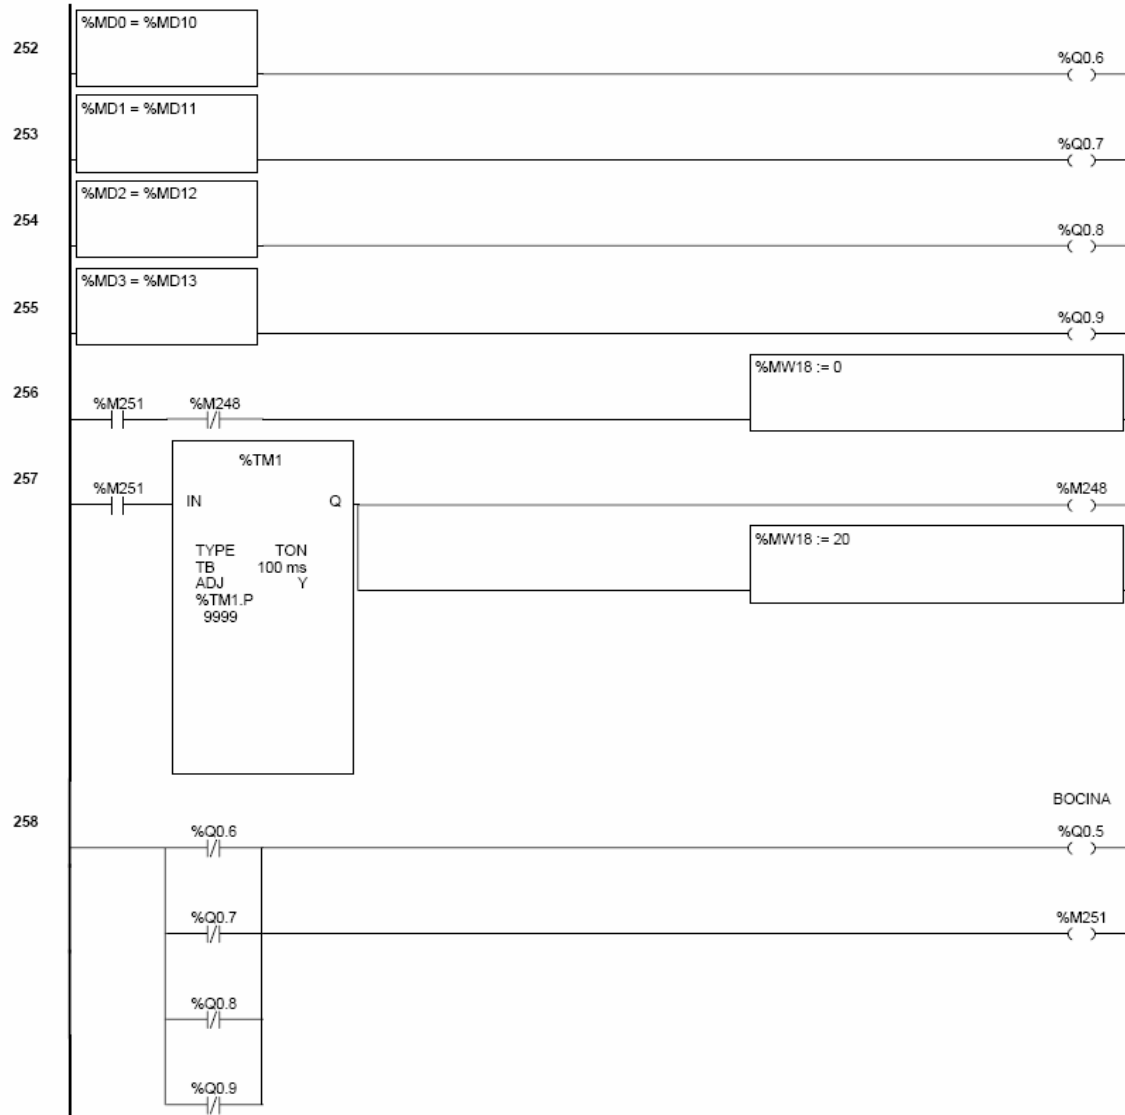 %MD0 = %MD10
252
%Q0.6
%MD1 = %MD11
253
%Q0.7
%MD2 = %MD12
254
%Q0.8
%MD3 = %MD13
255
%Q0.9
%MW18 := 0
256
%M251 %M248
%TM1
257
%M251 IN Q %M248
%MW18 := 20
TYPE TON
TB 100 ms
ADJ Y
%TM1.P
9999
BOCINA
258
%Q0.6 %Q0.5
%Q0.7 %M251
%Q0.8
%Q0.9